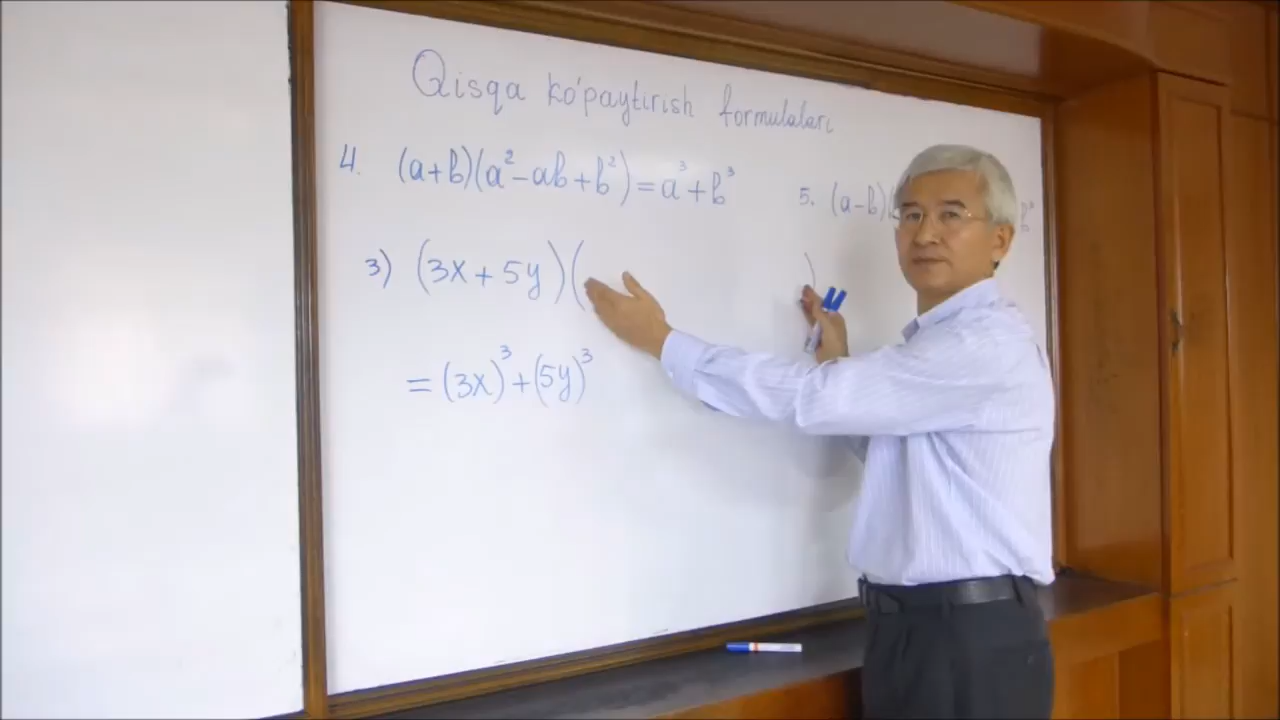 Qisqa ko'paytirish formulalari
4. (a+b)(a²-ab+b²)=a³+b³
5. (a-b)(
3) (3x+5y)( )
=(3x)³+(5y)³